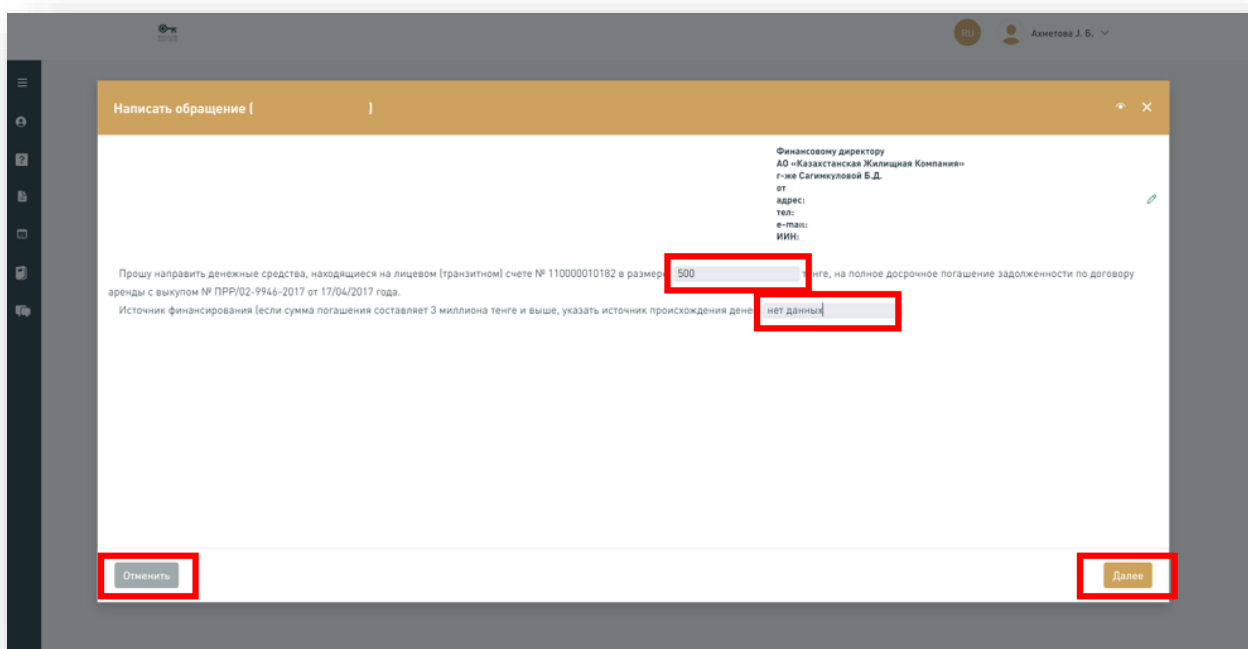 RU
Ахметова J. Б.
Написать обращение [ ]
Финансовому директору
АО «Казахстанская Жилищная Компания»
г-же Сагимкуловой Б.Д.
от
адрес:
тел:
e-mail:
ИИН:
Прошу направить денежные средства, находящиеся на лицевом (транзитном) счете № 110000010182 в размере 500 тенге, на полное досрочное погашение задолженности по договору
аренды с выкупом № ПРР/02-9946-2017 от 17/04/2017 года.
Источник финансирования (если сумма погашения составляет 3 миллиона тенге и выше, указать источник происхождения денег нет данных
Отменить
Далее